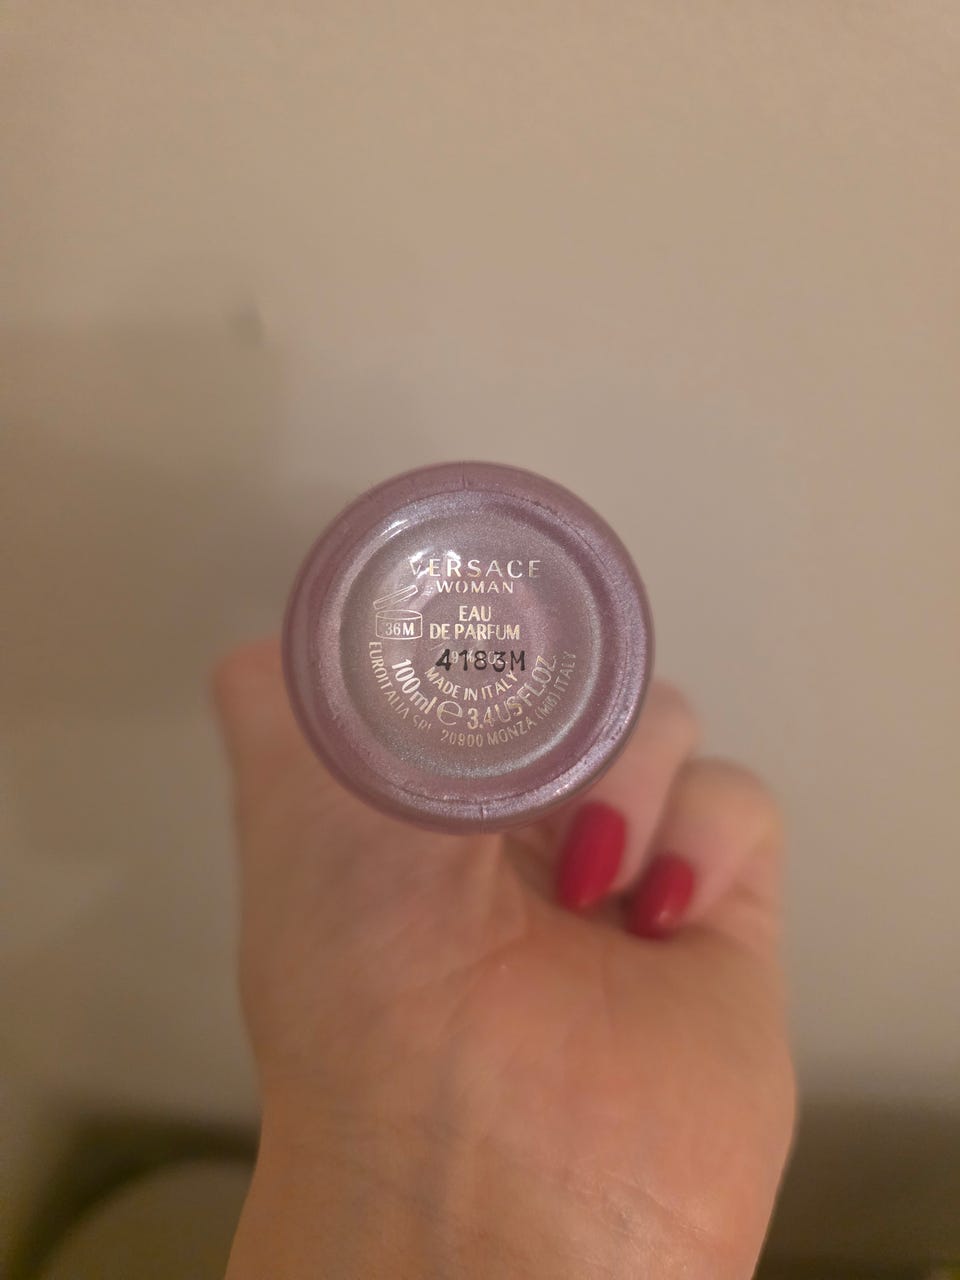 VERSACE
WOMAN
EAU
DE PARFUM
36M
4183M
MADE IN ITALY
100ml e 3.4 US FL.OZ.
EUROITALIA SRL 20900 MONZA (MB) ITALY